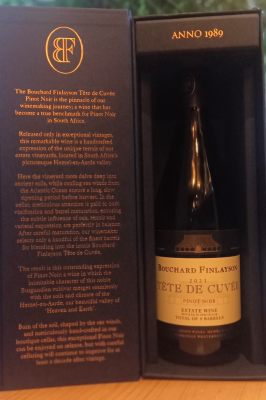 BF
The Bouchard Finlayson Tête de Cuvée
Pinot Noir is the pinnacle of our
winemaking journey; a wine that has
become a true benchmark for Pinot Noir
in South Africa.
Released only in exceptional vintages,
this remarkable wine is a handcrafted
expression of the unique terroir of our
estate vineyards, located in South Africa's
picturesque Hemel-en-Aarde valley.
Here the vineyard roots delve deep into
ancient soils, while cooling sea winds from
the Atlantic Ocean ensure a long, slow
ripening period before harvest. In the
cellar, meticulous attention is paid to both
vinification and barrel maturation, ensuring
the subtle infusion of oak, tannin and
varietal expression are perfectly in balance.
After careful maturation, our winemaker
selects only a handful of the finest barrels
for blending into the iconic Bouchard
Finlayson Tête de Cuvée.
The result is this outstanding expression
of Pinot Noir; a wine in which the
inimitable character of this noble
Burgundian cultivar merges seamlessly
with the soils and climate of the
Hemel-en-Aarde, our beautiful valley of
'Heaven and Earth'.
Born of the soil, shaped by the sea winds,
and meticulously hand-crafted in our
boutique cellar, this exceptional Pinot Noir
can be enjoyed on release, but with careful
cellaring will continue to improve for at
least a decade after vintage.
ANNO 1989
BOUCHARD FINLAYSON
2021
TÊTE DE CUVÉE
PINOT NOIR
ESTATE WINE